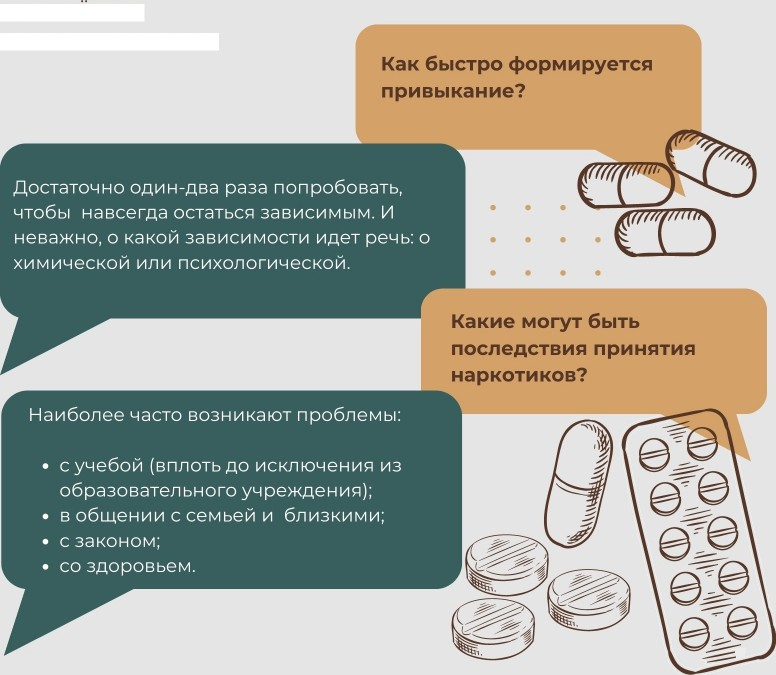 Как быстро формируется
привыкание?
Достаточно один-два раза попробовать,
чтобы навсегда остаться зависимым. И
неважно, о какой зависимости идет речь: о
химической или психологической.
Какие могут быть
последствия принятия
наркотиков?
Наиболее часто возникают проблемы:
• с учебой (вплоть до исключения из
образовательного учреждения);
• в общении с семьей и близкими;
• с законом;
• со здоровьем.